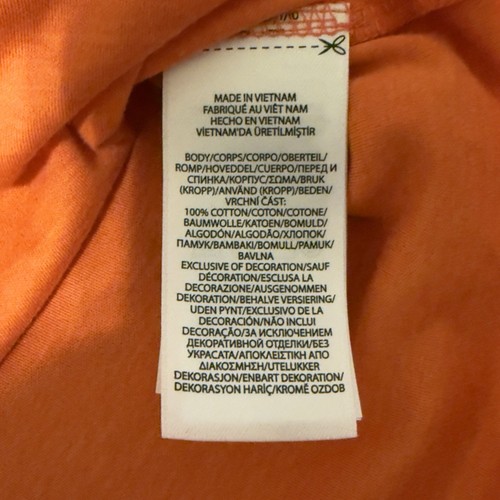 MADE IN VIETNAM
FABRIQUÉ AU VIÊT NAM
HECHO EN VIETNAM
VIETNAM'DA ÜRETİLMİŞTİR
BODY/CORPS/CORPO/OBERTEIL/
ROMP/HOVEDDEL/CUERPO/ПЕРЕД И
СПИНКА/КОРПУС/ΣΩΜΑ/BRUK
(KROPP)/ANVÄND (KROPP)/BEDEN/
VRCHNÍ ČÁST:
100% COTTON/COTON/COTONE/
BAUMWOLLE/KATOEN/BOMULD/
ALGODÓN/ALGODÃO/ХЛОПОК/
ПАМУК/ΒΑΜΒΑΚΙ/BOMULL/PAMUK/
BAVLNA
EXCLUSIVE OF DECORATION/SAUF
DÉCORATION/ESCLUSA LA
DECORAZIONE/AUSGENOMMEN
DEKORATION/BEHALVE VERSIERING/
UDEN PYNT/EXCLUSIVO DE LA
DECORACIÓN/NÃO INCLUI
DECORAÇÃO/ЗА ИСКЛЮЧЕНИЕМ
ДЕКОРАТИВНОЙ ОТДЕЛКИ/БЕЗ
УКРАСАТА/ΑΠΟΚΛΕΙΣΤΙΚΗ ΑΠΟ
ΔΙΑΚΟΣΜΗΣΗ/UTELUKKER
DEKORASJON/ENBART DEKORATION/
DEKORASYON HARİÇ/KROMĚ OZDOB